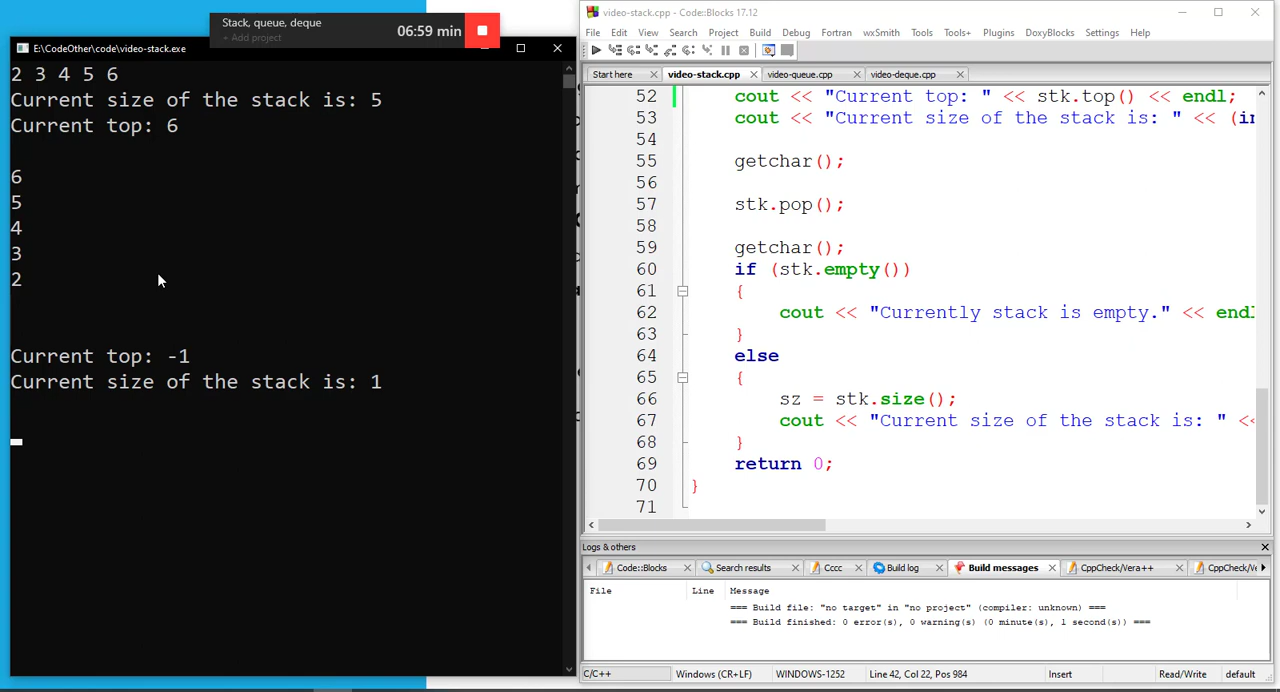 Stack, queue, deque
+ Add project
06:59 min
E:\CodeOther\code\video-stack.exe
2 3 4 5 6
Current size of the stack is: 5
Current top: 6
6
5
4
3
2
Current top: -1
Current size of the stack is: 1
video-stack.cpp - Code::Blocks 17.12
File Edit View Search Project Build Debug Fortran wxSmith Tools Tools+ Plugins DoxyBlocks Settings Help
Start here video-stack.cpp video-queue.cpp video-deque.cpp
52 cout << "Current top: " << stk.top() << endl;
53 cout << "Current size of the stack is: " << (in
54
55 getchar();
56
57 stk.pop();
58
59 getchar();
60 if (stk.empty())
61 {
62 cout << "Currently stack is empty." << endl
63 }
64 else
65 {
66 sz = stk.size();
67 cout << "Current size of the stack is: " <<
68 }
69 return 0;
70 }
71
Logs & others
Code::Blocks Search results Cccc Build log Build messages CppCheck/Vera++ CppCheck/Ve
File Line Message
=== Build file: "no target" in "no project" (compiler: unknown) ===
=== Build finished: 0 error(s), 0 warning(s) (0 minute(s), 1 second(s)) ===
C/C++ Windows (CR+LF) WINDOWS-1252 Line 42, Col 22, Pos 984 Insert Read/Write default